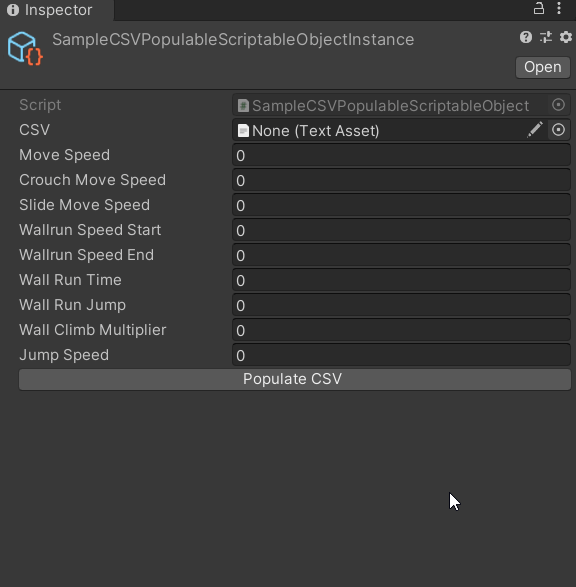 Inspector
SampleCSVPopulableScriptableObjectInstance
Open
Script SampleCSVPopulableScriptableObject
CSV None (Text Asset)
Move Speed 0
Crouch Move Speed 0
Slide Move Speed 0
Wallrun Speed Start 0
Wallrun Speed End 0
Wall Run Time 0
Wall Run Jump 0
Wall Climb Multiplier 0
Jump Speed 0
Populate CSV